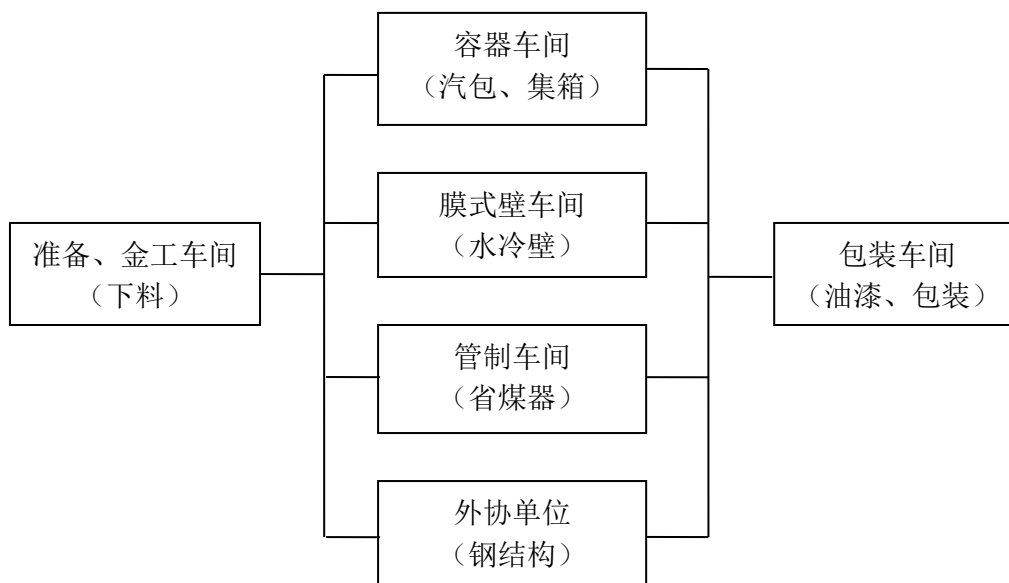 准备、金工车间
（下料）
容器车间
（汽包、集箱）
膜式壁车间
（水冷壁）
管制车间
（省煤器）
外协单位
（钢结构）
包装车间
（油漆、包装）